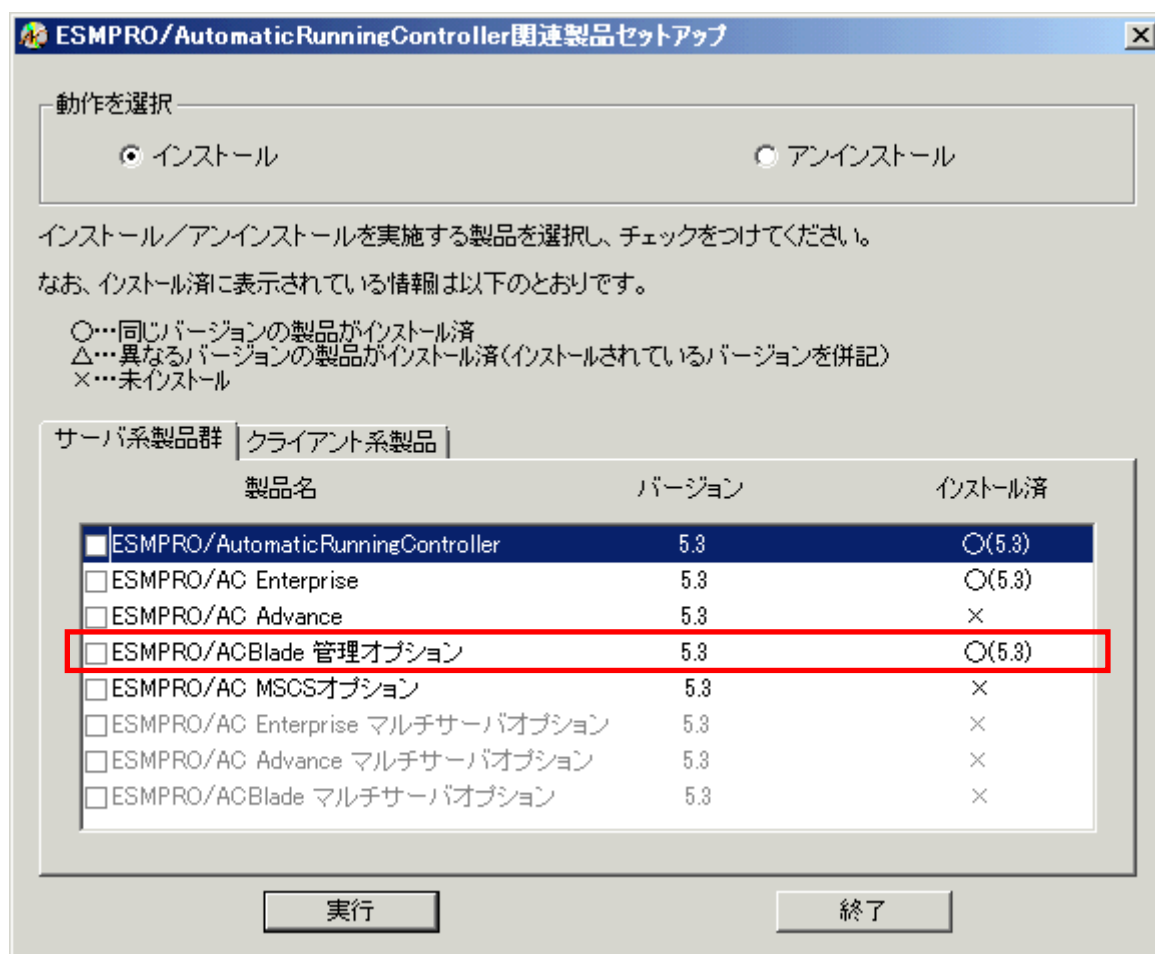 ESMPRO/AutomaticRunningController関連製品セットアップ
動作を選択
インストール
アンインストール
インストール/アンインストールを実施する製品を選択し、チェックをつけてください。
なお、インストール済に表示されている情報は以下のとおりです。
○…同じバージョンの製品がインストール済
△…異なるバージョンの製品がインストール済(インストールされているバージョンを併記)
×…未インストール
サーバ系製品群 クライアント系製品
製品名 バージョン インストール済
ESMPRO/AutomaticRunningController 5.3 ○(5.3)
ESMPRO/AC Enterprise 5.3 ○(5.3)
ESMPRO/AC Advance 5.3 ×
ESMPRO/ACBlade 管理オプション 5.3 ○(5.3)
ESMPRO/AC MSCSオプション 5.3 ×
ESMPRO/AC Enterprise マルチサーバオプション 5.3 ×
ESMPRO/AC Advance マルチサーバオプション 5.3 ×
ESMPRO/ACBlade マルチサーバオプション 5.3 ×
実行 終了